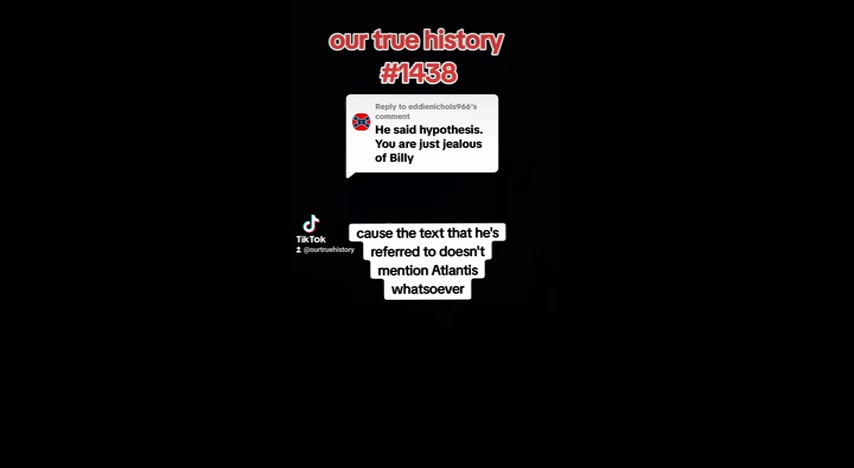 our true history
#1438
Reply to eddienichols966's
comment
He said hypothesis.
You are just jealous
of Billy
TikTok
@ourtruehistory
cause the text that he's
referred to doesn't
mention Atlantis
whatsoever